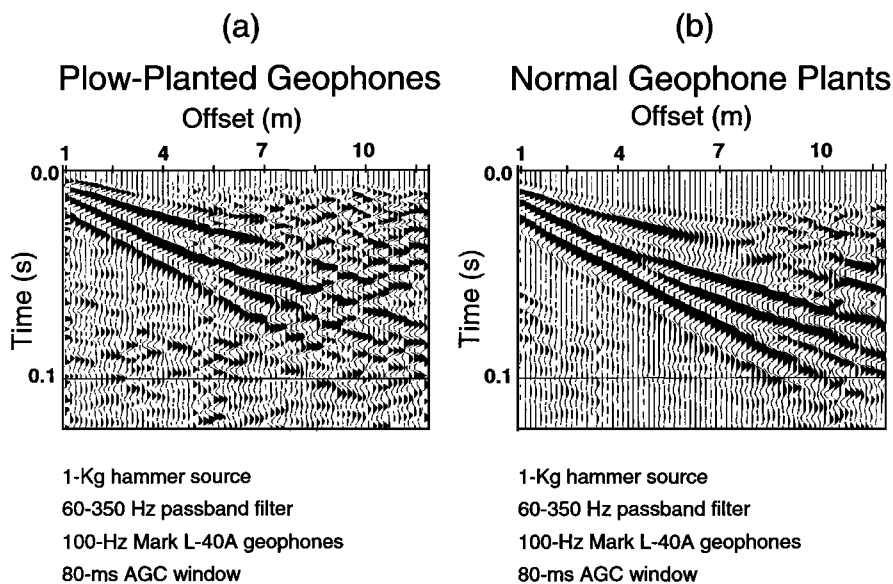 (a)
Plow-Planted Geophones
Offset (m)
1 4 7 10
0.0
Time (s)
0.1
1-Kg hammer source
60-350 Hz passband filter
100-Hz Mark L-40A geophones
80-ms AGC window
(b)
Normal Geophone Plants
Offset (m)
1 4 7 10
0.0
Time (s)
0.1
1-Kg hammer source
60-350 Hz passband filter
100-Hz Mark L-40A geophones
80-ms AGC window